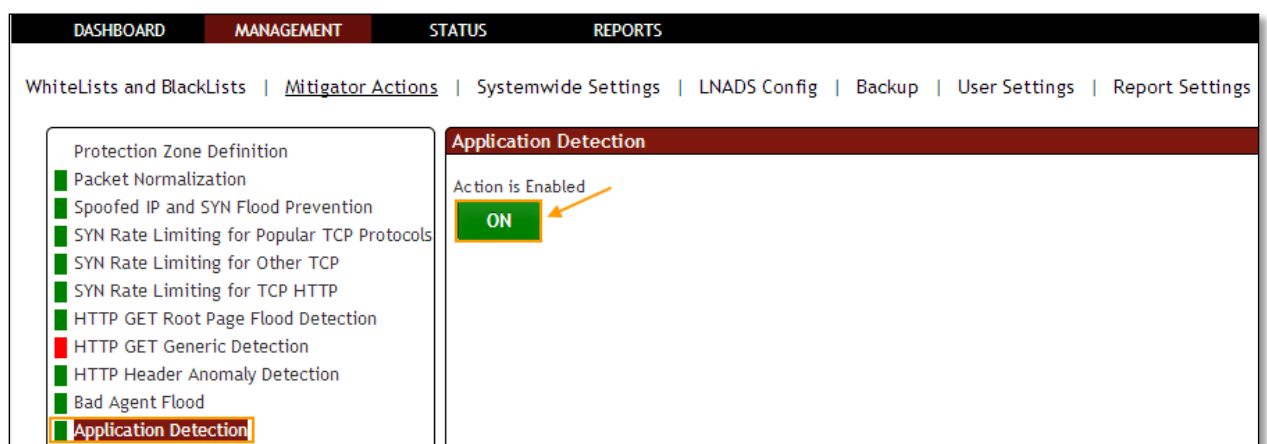 DASHBOARD MANAGEMENT STATUS REPORTS
WhiteLists and BlackLists | Mitigator Actions | Systemwide Settings | LNADS Config | Backup | User Settings | Report Settings
Protection Zone Definition
Packet Normalization
Spoofed IP and SYN Flood Prevention
SYN Rate Limiting for Popular TCP Protocols
SYN Rate Limiting for Other TCP
SYN Rate Limiting for TCP HTTP
HTTP GET Root Page Flood Detection
HTTP GET Generic Detection
HTTP Header Anomaly Detection
Bad Agent Flood
Application Detection
Application Detection
Action is Enabled
ON